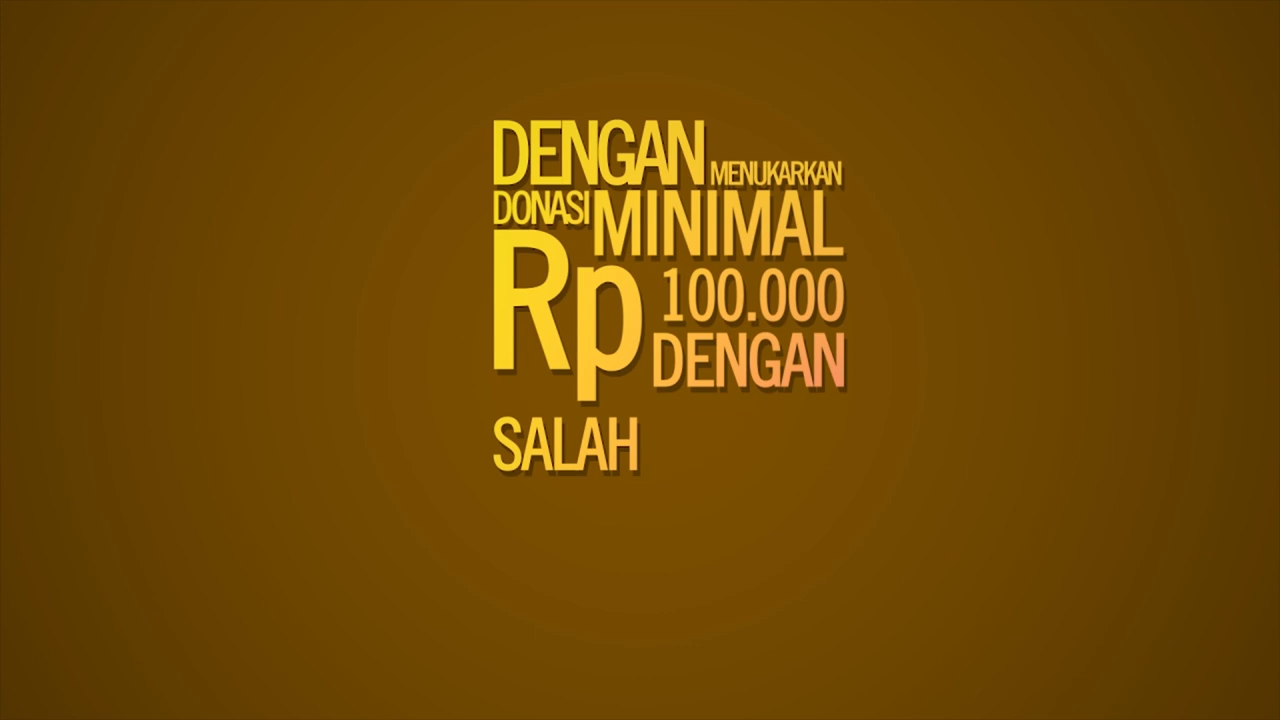 DENGAN MENUKARKAN
DONASI MINIMAL
Rp 100.000
DENGAN
SALAH